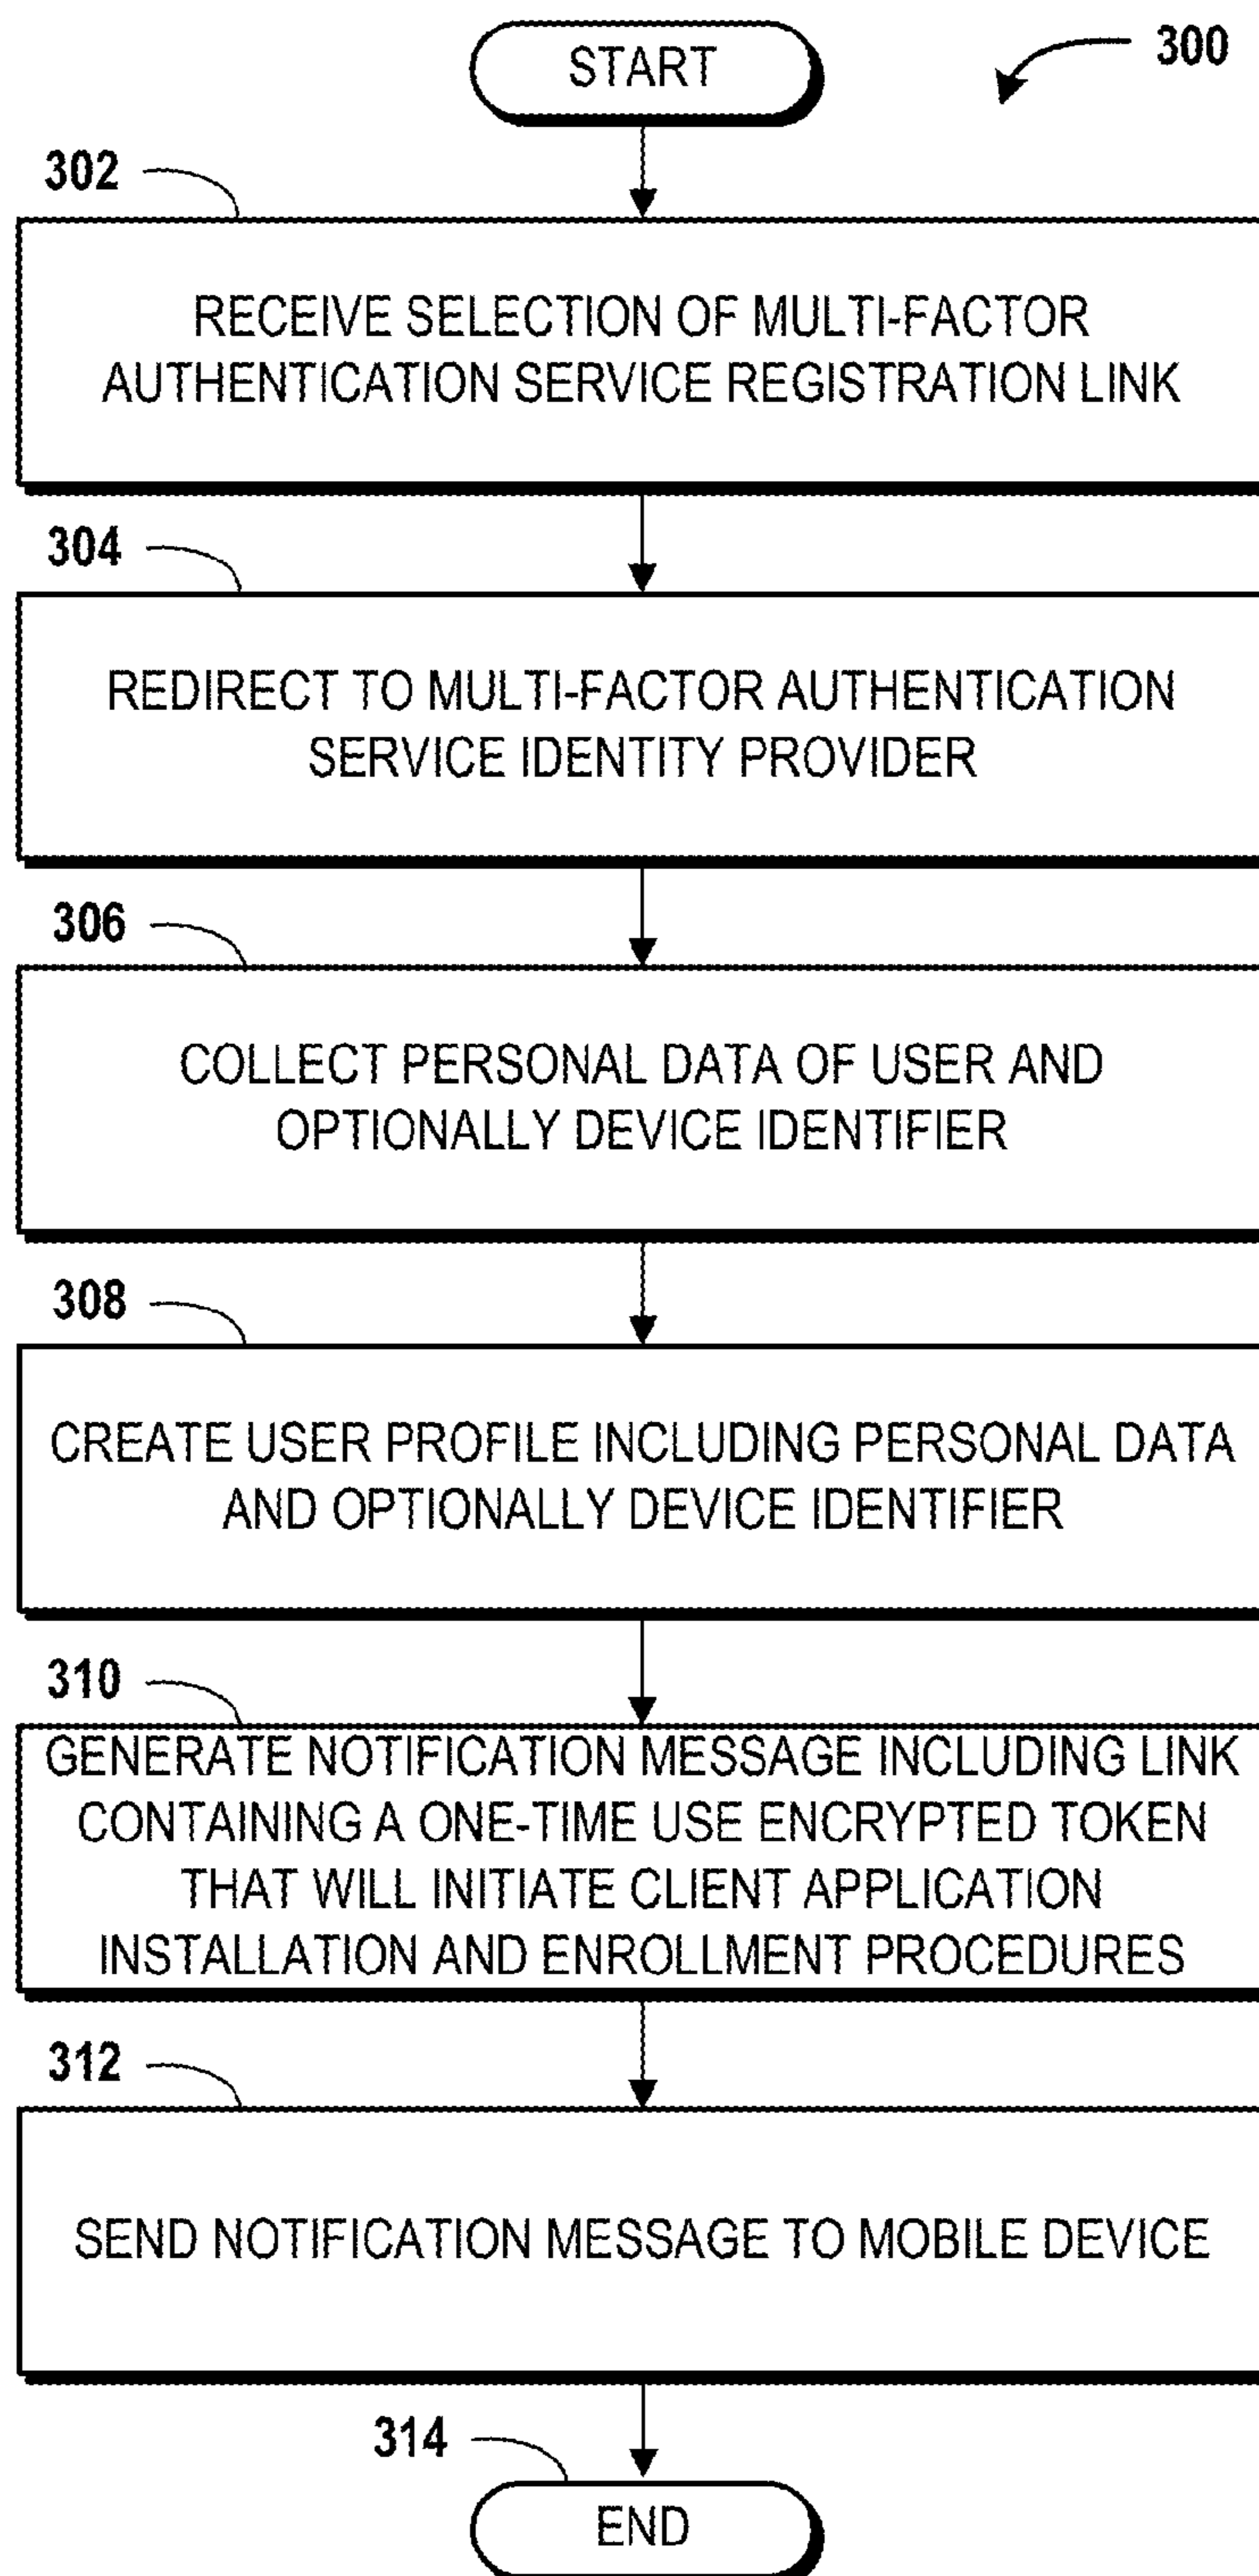 START
300
302
RECEIVE SELECTION OF MULTI-FACTOR
AUTHENTICATION SERVICE REGISTRATION LINK
304
REDIRECT TO MULTI-FACTOR AUTHENTICATION
SERVICE IDENTITY PROVIDER
306
COLLECT PERSONAL DATA OF USER AND
OPTIONALLY DEVICE IDENTIFIER
308
CREATE USER PROFILE INCLUDING PERSONAL DATA
AND OPTIONALLY DEVICE IDENTIFIER
310
GENERATE NOTIFICATION MESSAGE INCLUDING LINK
CONTAINING A ONE-TIME USE ENCRYPTED TOKEN
THAT WILL INITIATE CLIENT APPLICATION
INSTALLATION AND ENROLLMENT PROCEDURES
312
SEND NOTIFICATION MESSAGE TO MOBILE DEVICE
314
END